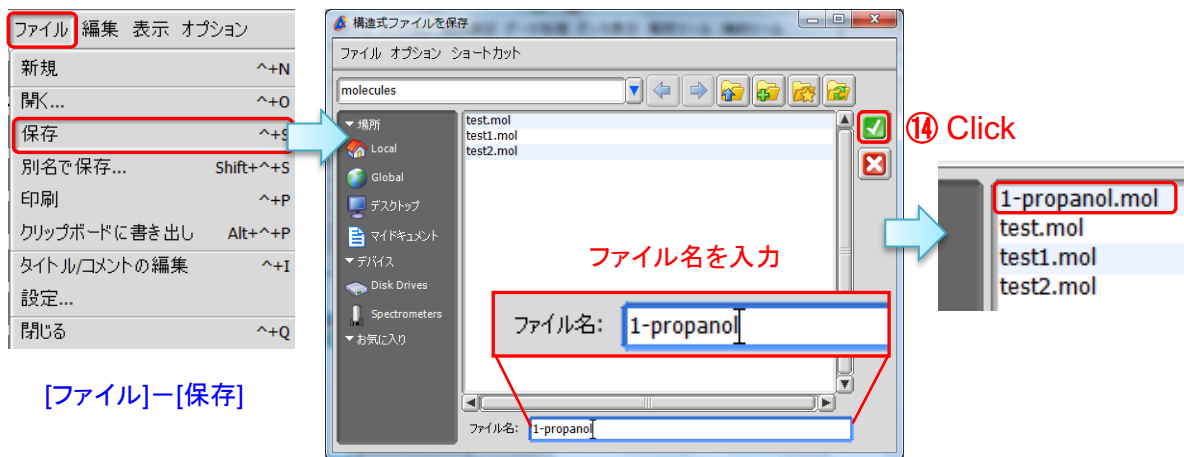 ファイル 編集 表示 オプション
新規 ^+N
開く... ^+O
保存 ^+S
別名で保存... Shift+^+S
印刷 ^+P
クリップボードに書き出し Alt+^+P
タイトル/コメントの編集 ^+I
設定...
閉じる ^+Q
[ファイル]－[保存]
構造式ファイルを保存
ファイル オプション ショートカット
molecules
▼場所
Local
Global
デスクトップ
マイドキュメント
▼デバイス
Disk Drives
Spectrometers
▼お気に入り
test.mol
test1.mol
test2.mol
ファイル名を入力
ファイル名: 1-propanol
ファイル名: 1-propanol
⑭ Click
1-propanol.mol
test.mol
test1.mol
test2.mol